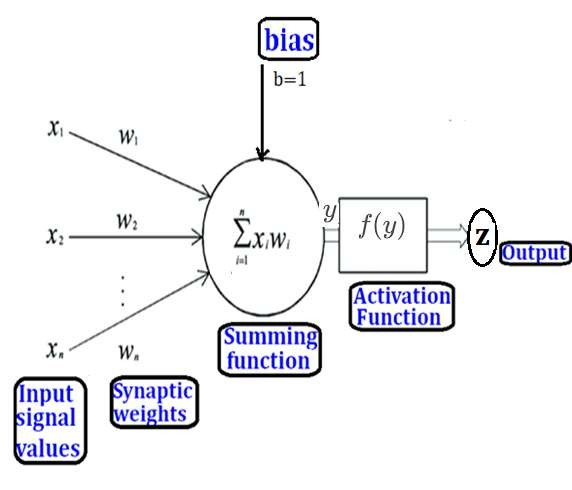 bias
b=1
x₁ w₁
x₂ w₂
⋮
xₙ wₙ
n
∑ xᵢwᵢ
i=1
y
f(y)
z
Output
Activation
Function
Summing
function
Synaptic
weights
Input
signal
values